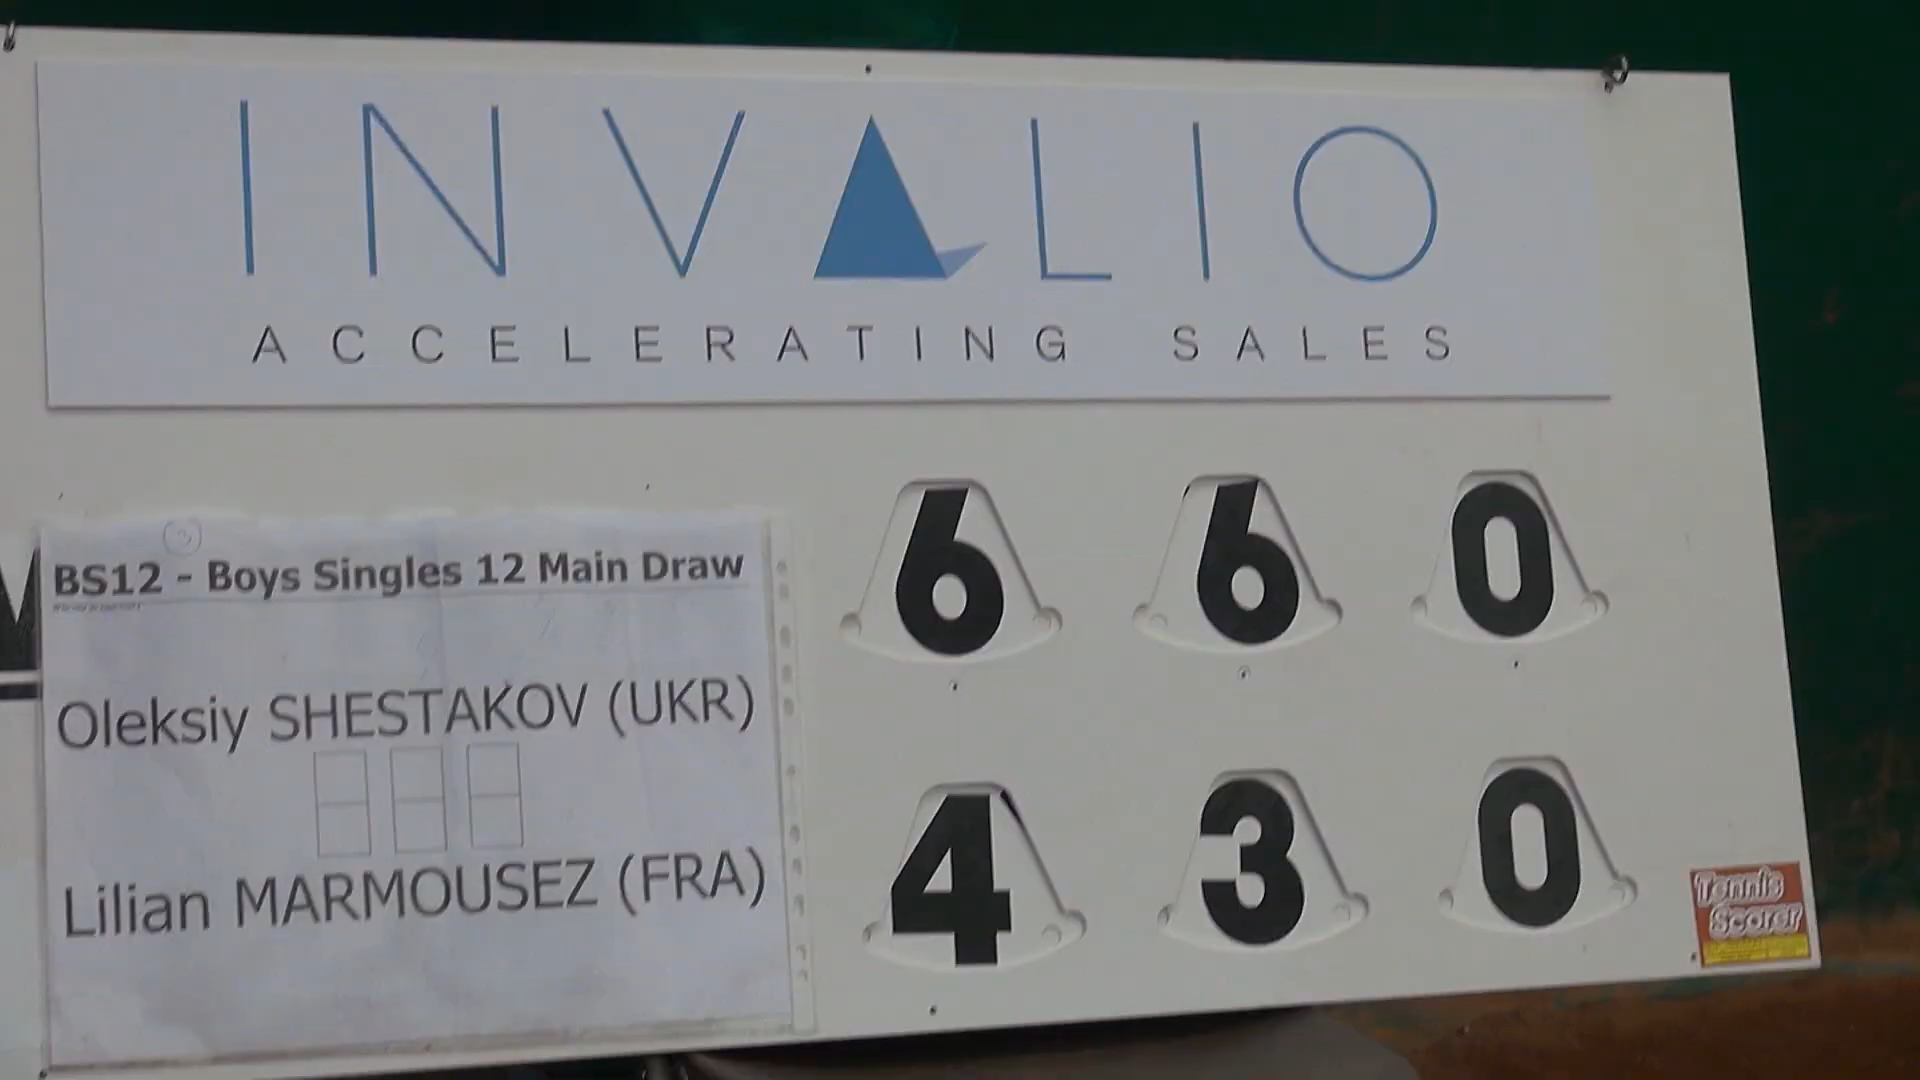 INVALIO
ACCELERATING SALES
BS12 - Boys Singles 12 Main Draw
Oleksiy SHESTAKOV (UKR)
6 6 0
Lilian MARMOUSEZ (FRA)
4 3 0
Tennis
Scorer